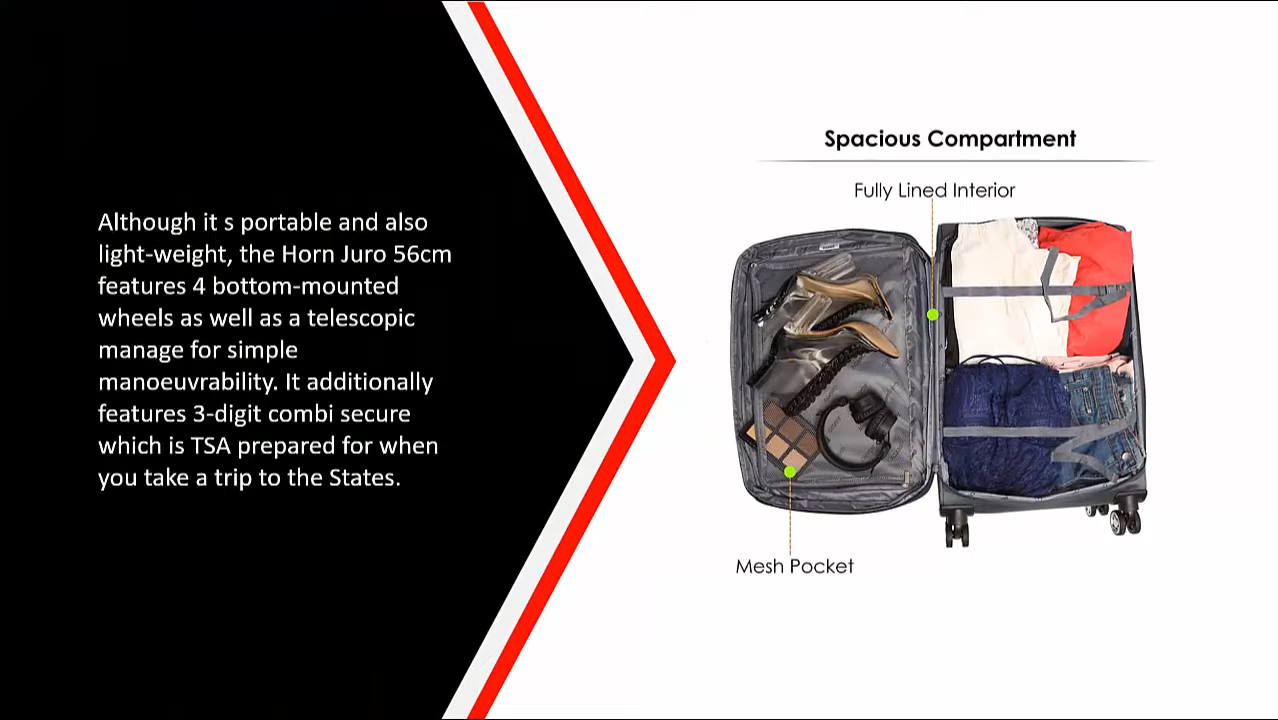 Although it s portable and also
light-weight, the Horn Juro 56cm
features 4 bottom-mounted
wheels as well as a telescopic
manage for simple
manoeuvrability. It additionally
features 3-digit combi secure
which is TSA prepared for when
you take a trip to the States.
Spacious Compartment
Fully Lined Interior
Mesh Pocket